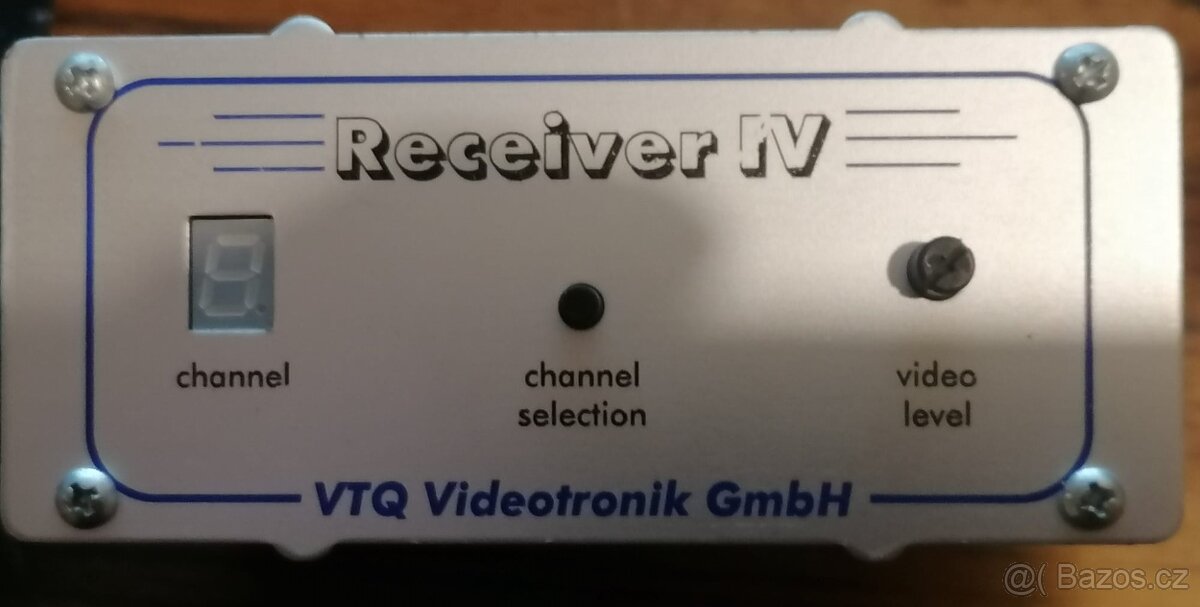 Receiver IV
channel
channel
selection
video
level
VTQ Videotronik GmbH
@( Bazos.cz